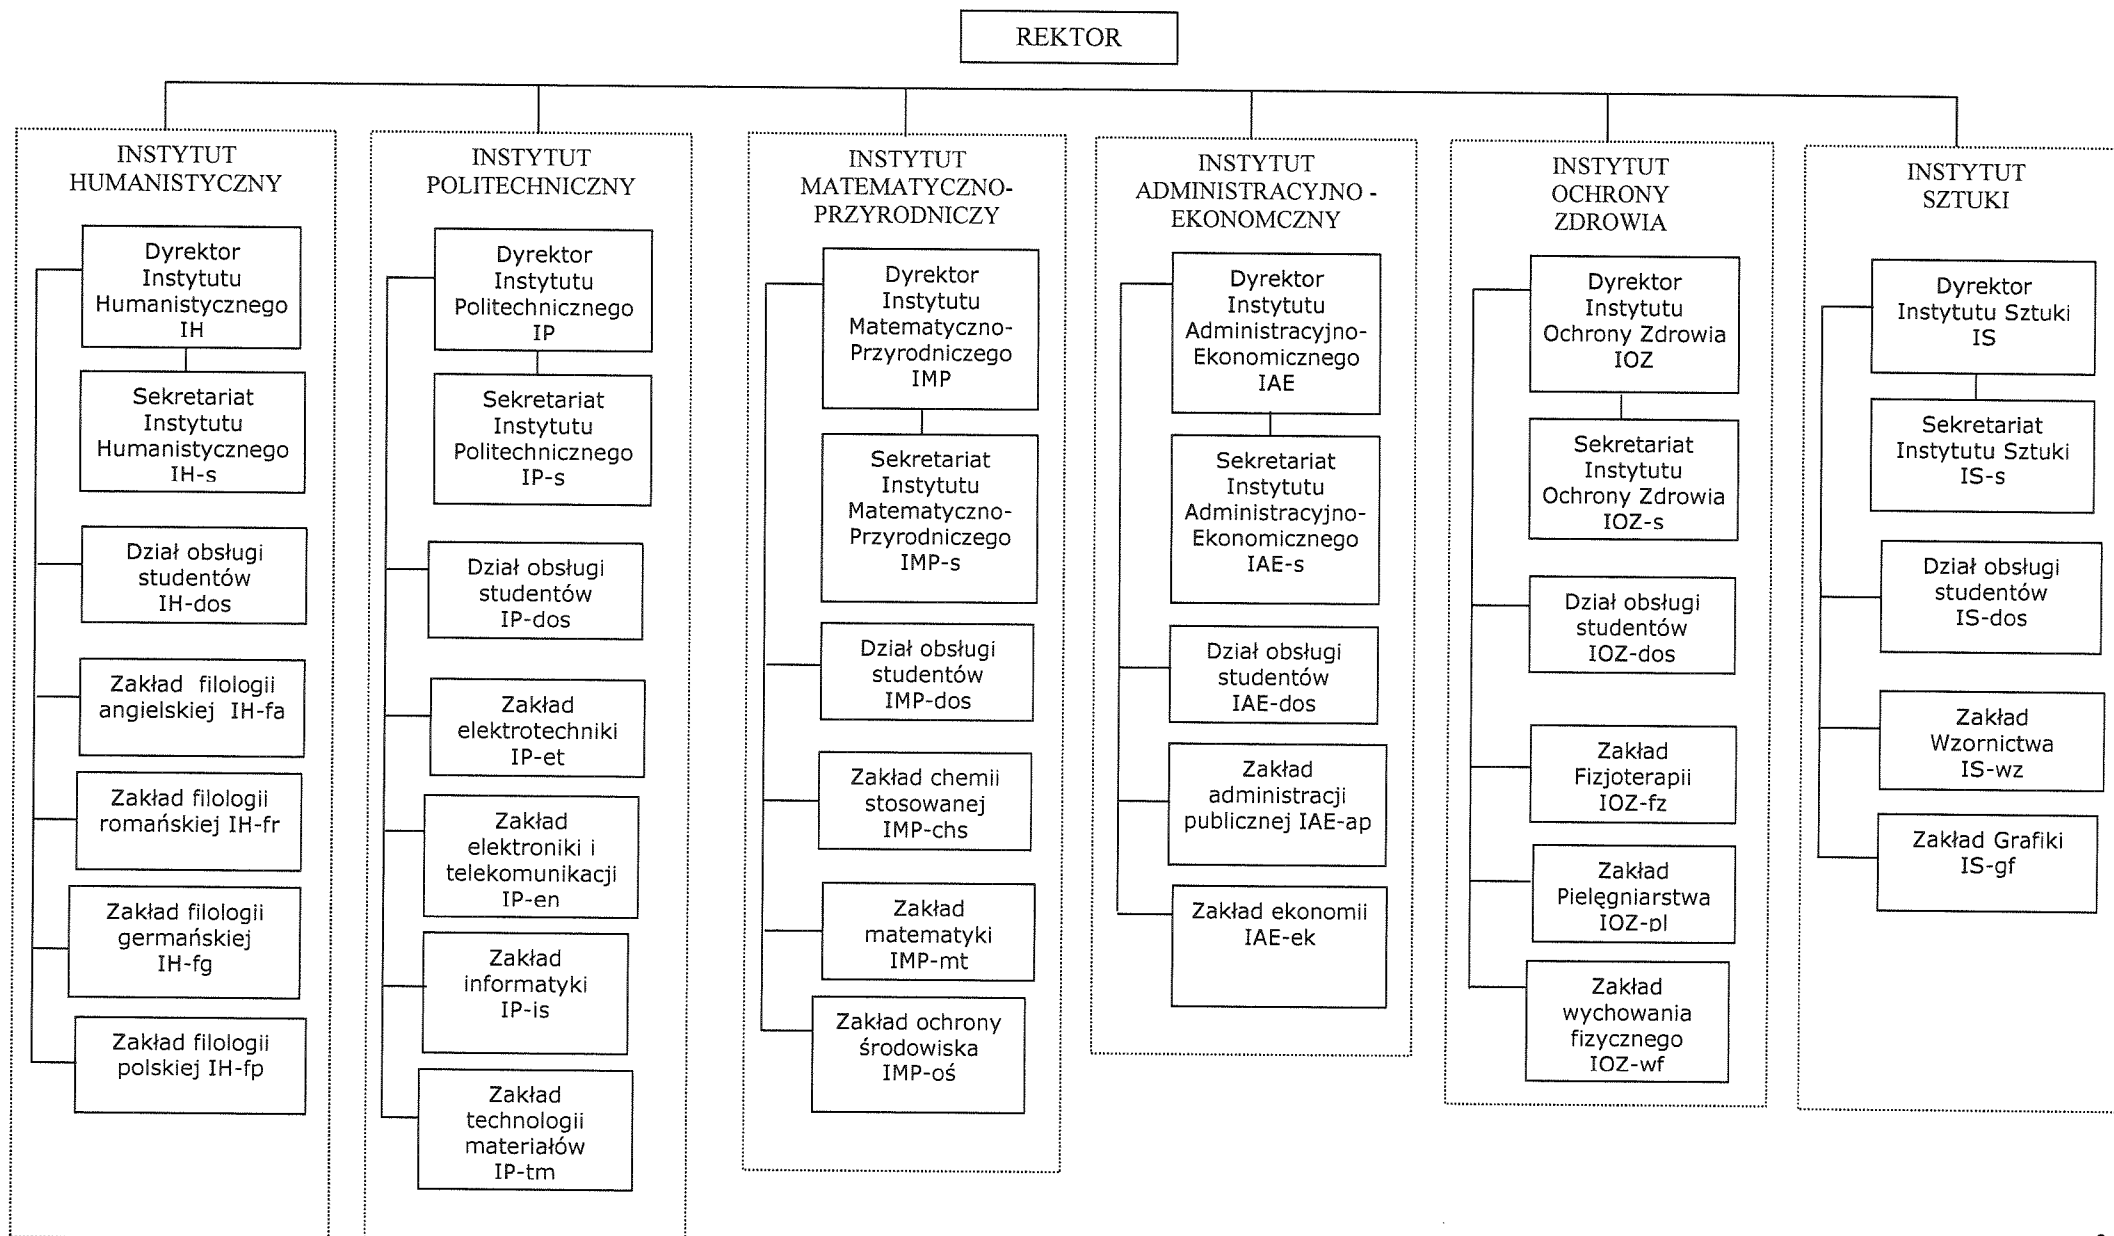 REKTOR
INSTYTUT
HUMANISTYCZNY
Dyrektor
Instytutu
Humanistycznego
IH
Sekretariat
Instytutu
Humanistycznego
IH-s
Dział obsługi
studentów
IH-dos
Zakład filologii
angielskiej IH-fa
Zakład filologii
romańskiej IH-fr
Zakład filologii
germańskiej
IH-fg
Zakład filologii
polskiej IH-fp
INSTYTUT
POLITECHNICZNY
Dyrektor
Instytutu
Politechnicznego
IP
Sekretariat
Instytutu
Politechnicznego
IP-s
Dział obsługi
studentów
IP-dos
Zakład
elektrotechniki
IP-et
Zakład
elektroniki i
telekomunikacji
IP-en
Zakład
informatyki
IP-is
Zakład
technologii
materiałów
IP-tm
INSTYTUT
MATEMATYCZNO-
PRZYRODNICZY
Dyrektor
Instytutu
Matematyczno-
Przyrodniczego
IMP
Sekretariat
Instytutu
Matematyczno-
Przyrodniczego
IMP-s
Dział obsługi
studentów
IMP-dos
Zakład chemii
stosowanej
IMP-chs
Zakład
matematyki
IMP-mt
Zakład ochrony
środowiska
IMP-oś
INSTYTUT
ADMINISTRACYJNO -
EKONOMCZNY
Dyrektor
Instytutu
Administracyjno-
Ekonomicznego
IAE
Sekretariat
Instytutu
Administracyjno-
Ekonomicznego
IAE-s
Dział obsługi
studentów
IAE-dos
Zakład
administracji
publicznej IAE-ap
Zakład ekonomii
IAE-ek
INSTYTUT
OCHRONY
ZDROWIA
Dyrektor
Instytutu
Ochrony Zdrowia
IOZ
Sekretariat
Instytutu
Ochrony Zdrowia
IOZ-s
Dział obsługi
studentów
IOZ-dos
Zakład
Fizjoterapii
IOZ-fz
Zakład
Pielęgniarstwa
IOZ-pl
Zakład
wychowania
fizycznego
IOZ-wf
INSTYTUT
SZTUKI
Dyrektor
Instytutu Sztuki
IS
Sekretariat
Instytutu Sztuki
IS-s
Dział obsługi
studentów
IS-dos
Zakład
Wzornictwa
IS-wz
Zakład Grafiki
IS-gf